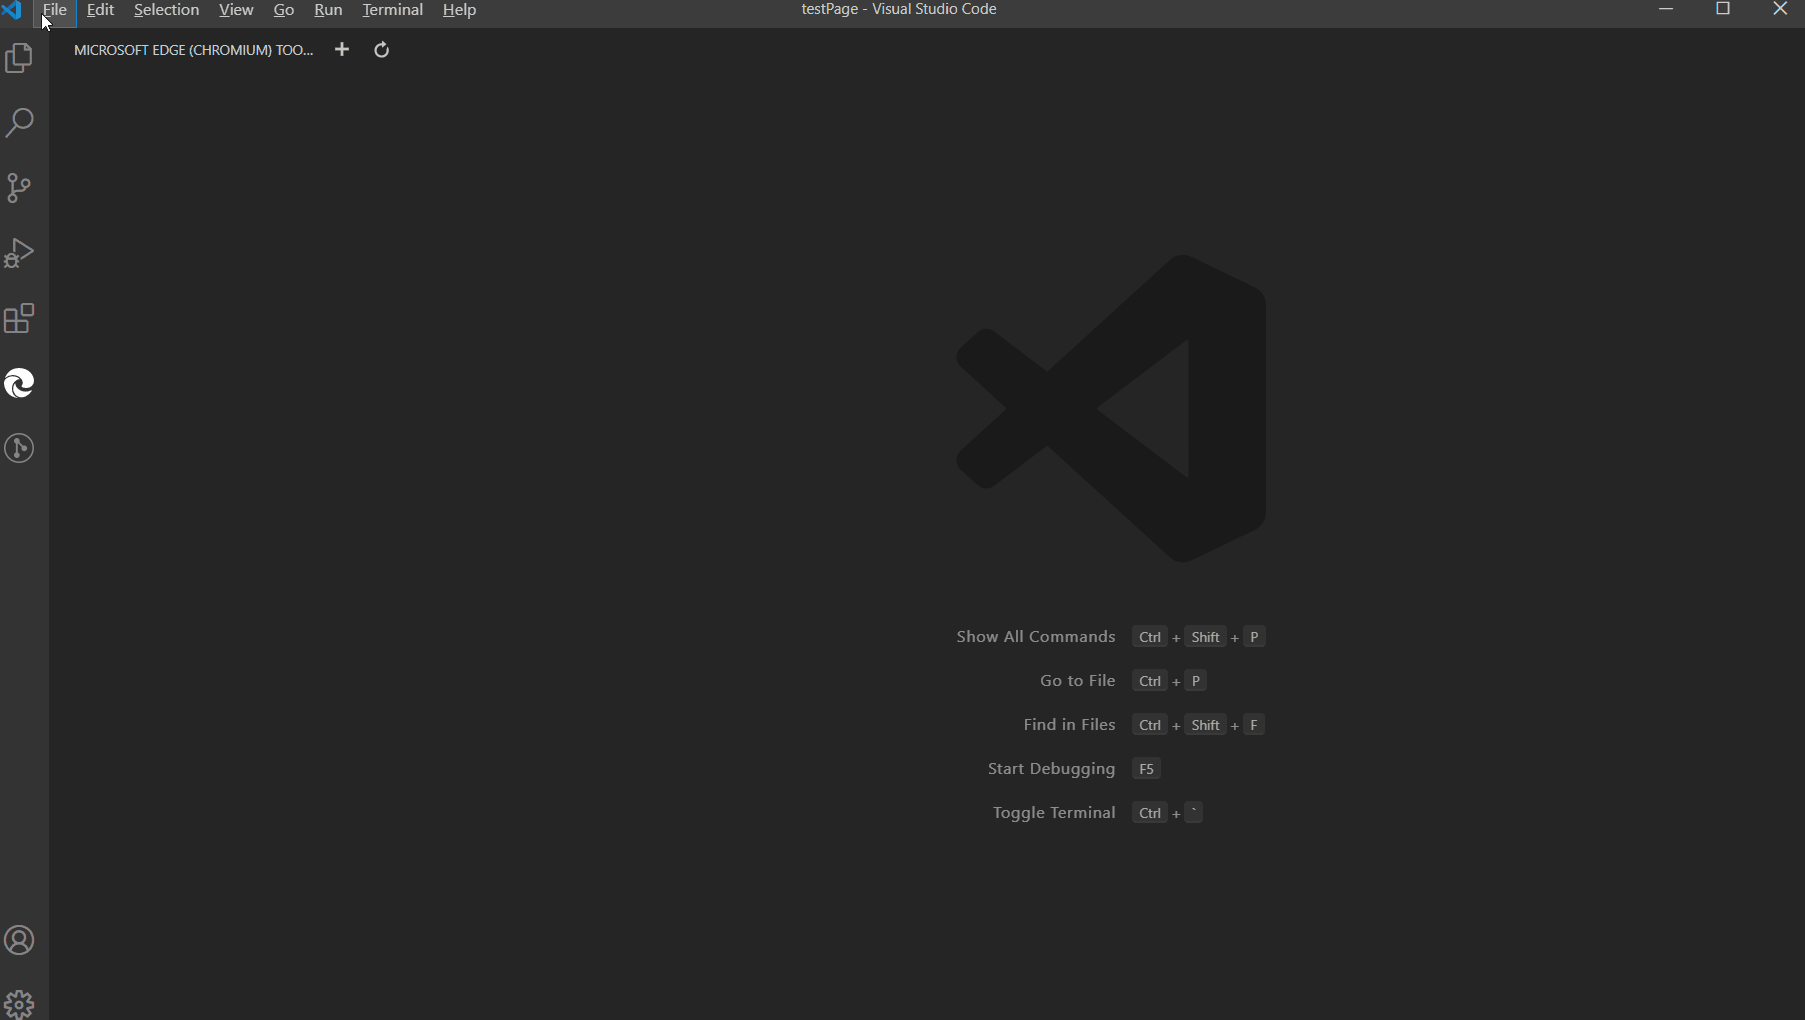 File Edit Selection View Go Run Terminal Help testPage - Visual Studio Code
MICROSOFT EDGE (CHROMIUM) TOO...
Show All Commands Ctrl + Shift + P
Go to File Ctrl + P
Find in Files Ctrl + Shift + F
Start Debugging F5
Toggle Terminal Ctrl + `